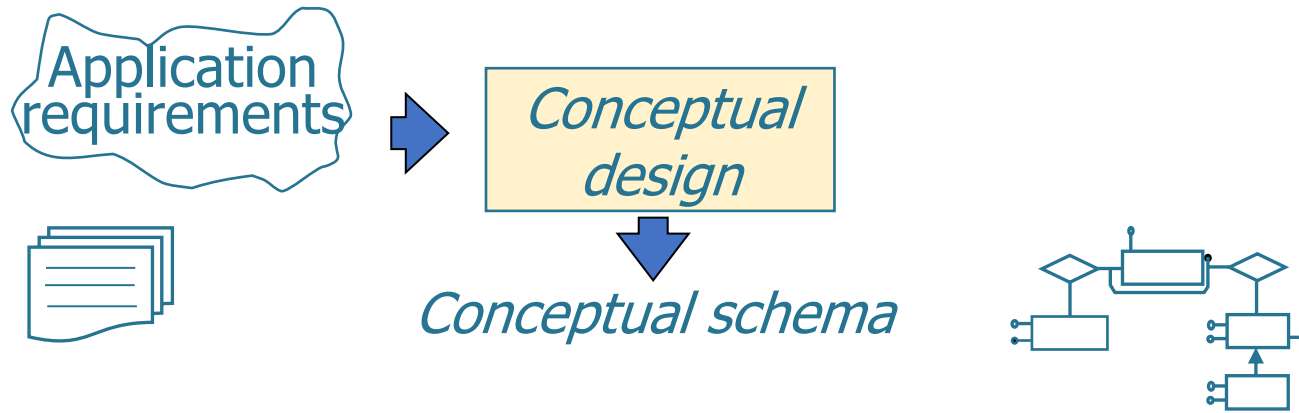 Application
requirements
Conceptual
design
Conceptual schema